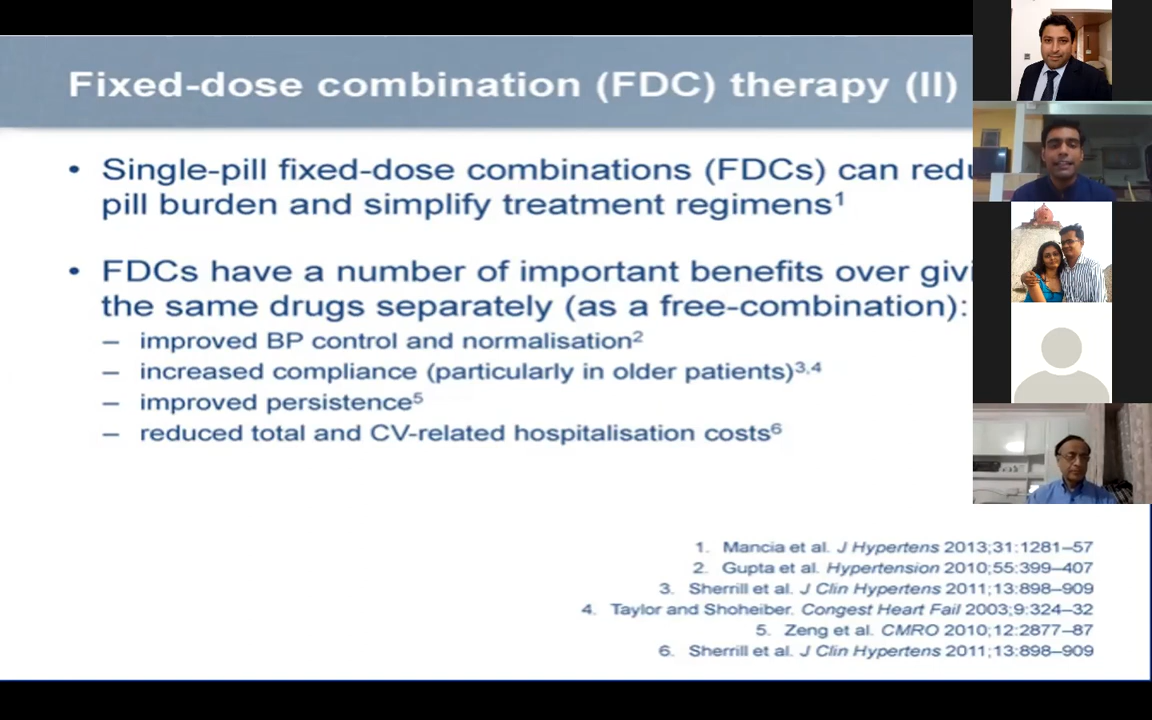 Fixed-dose combination (FDC) therapy (II)
• Single-pill fixed-dose combinations (FDCs) can redu
pill burden and simplify treatment regimens1
• FDCs have a number of important benefits over givi
the same drugs separately (as a free-combination):
– improved BP control and normalisation2
– increased compliance (particularly in older patients)3,4
– improved persistence5
– reduced total and CV-related hospitalisation costs6
1. Mancia et al. J Hypertens 2013;31:1281–57
2. Gupta et al. Hypertension 2010;55:399–407
3. Sherrill et al. J Clin Hypertens 2011;13:898–909
4. Taylor and Shoheiber. Congest Heart Fail 2003;9:324–32
5. Zeng et al. CMRO 2010;12:2877–87
6. Sherrill et al. J Clin Hypertens 2011;13:898–909